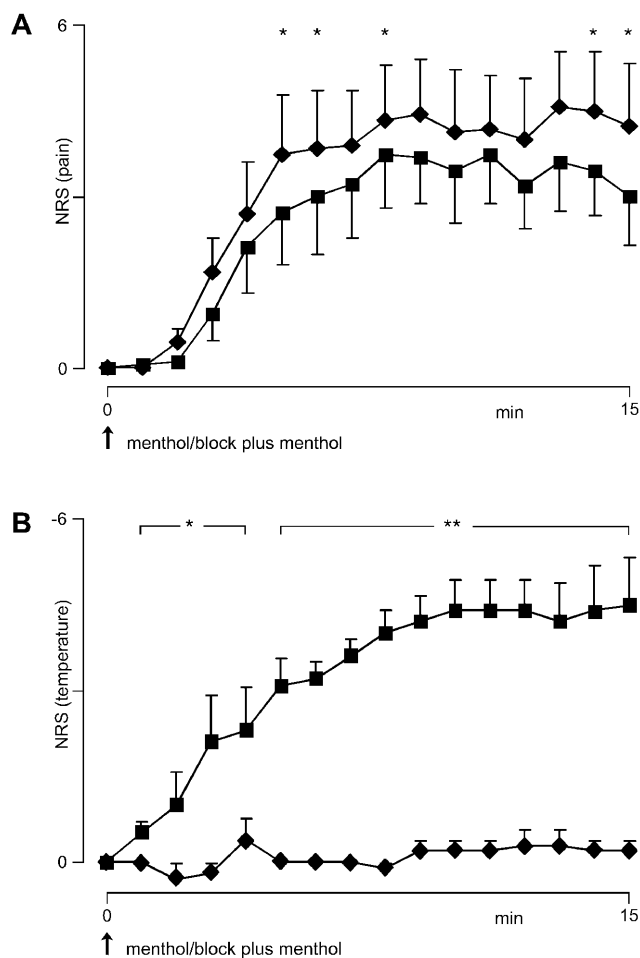 A
6
* * * * *
NRS (pain)
3
0
0 min 15
menthol/block plus menthol
B
-6
* **
NRS (temperature)
0
0 min 15
menthol/block plus menthol